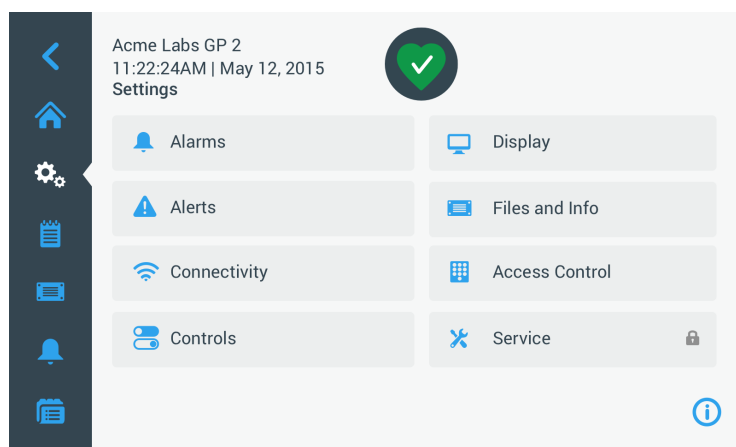 Acme Labs GP 2
11:22:24AM | May 12, 2015
Settings
Alarms
Display
Alerts
Files and Info
Connectivity
Access Control
Controls
Service